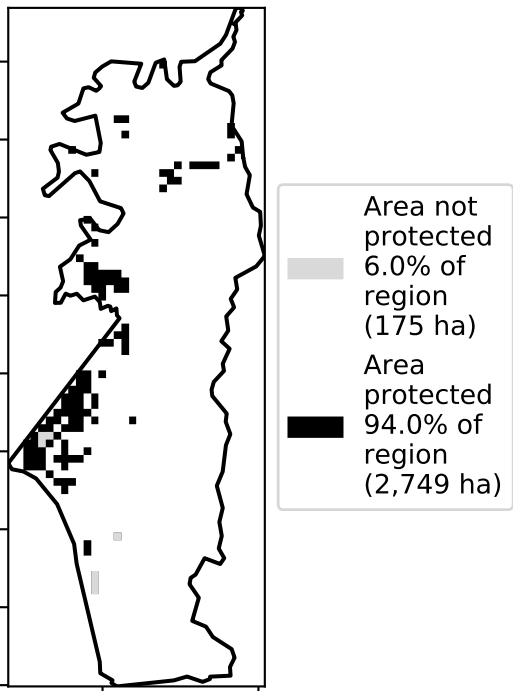 Area not
protected
6.0% of
region
(175 ha)
Area
protected
94.0% of
region
(2,749 ha)